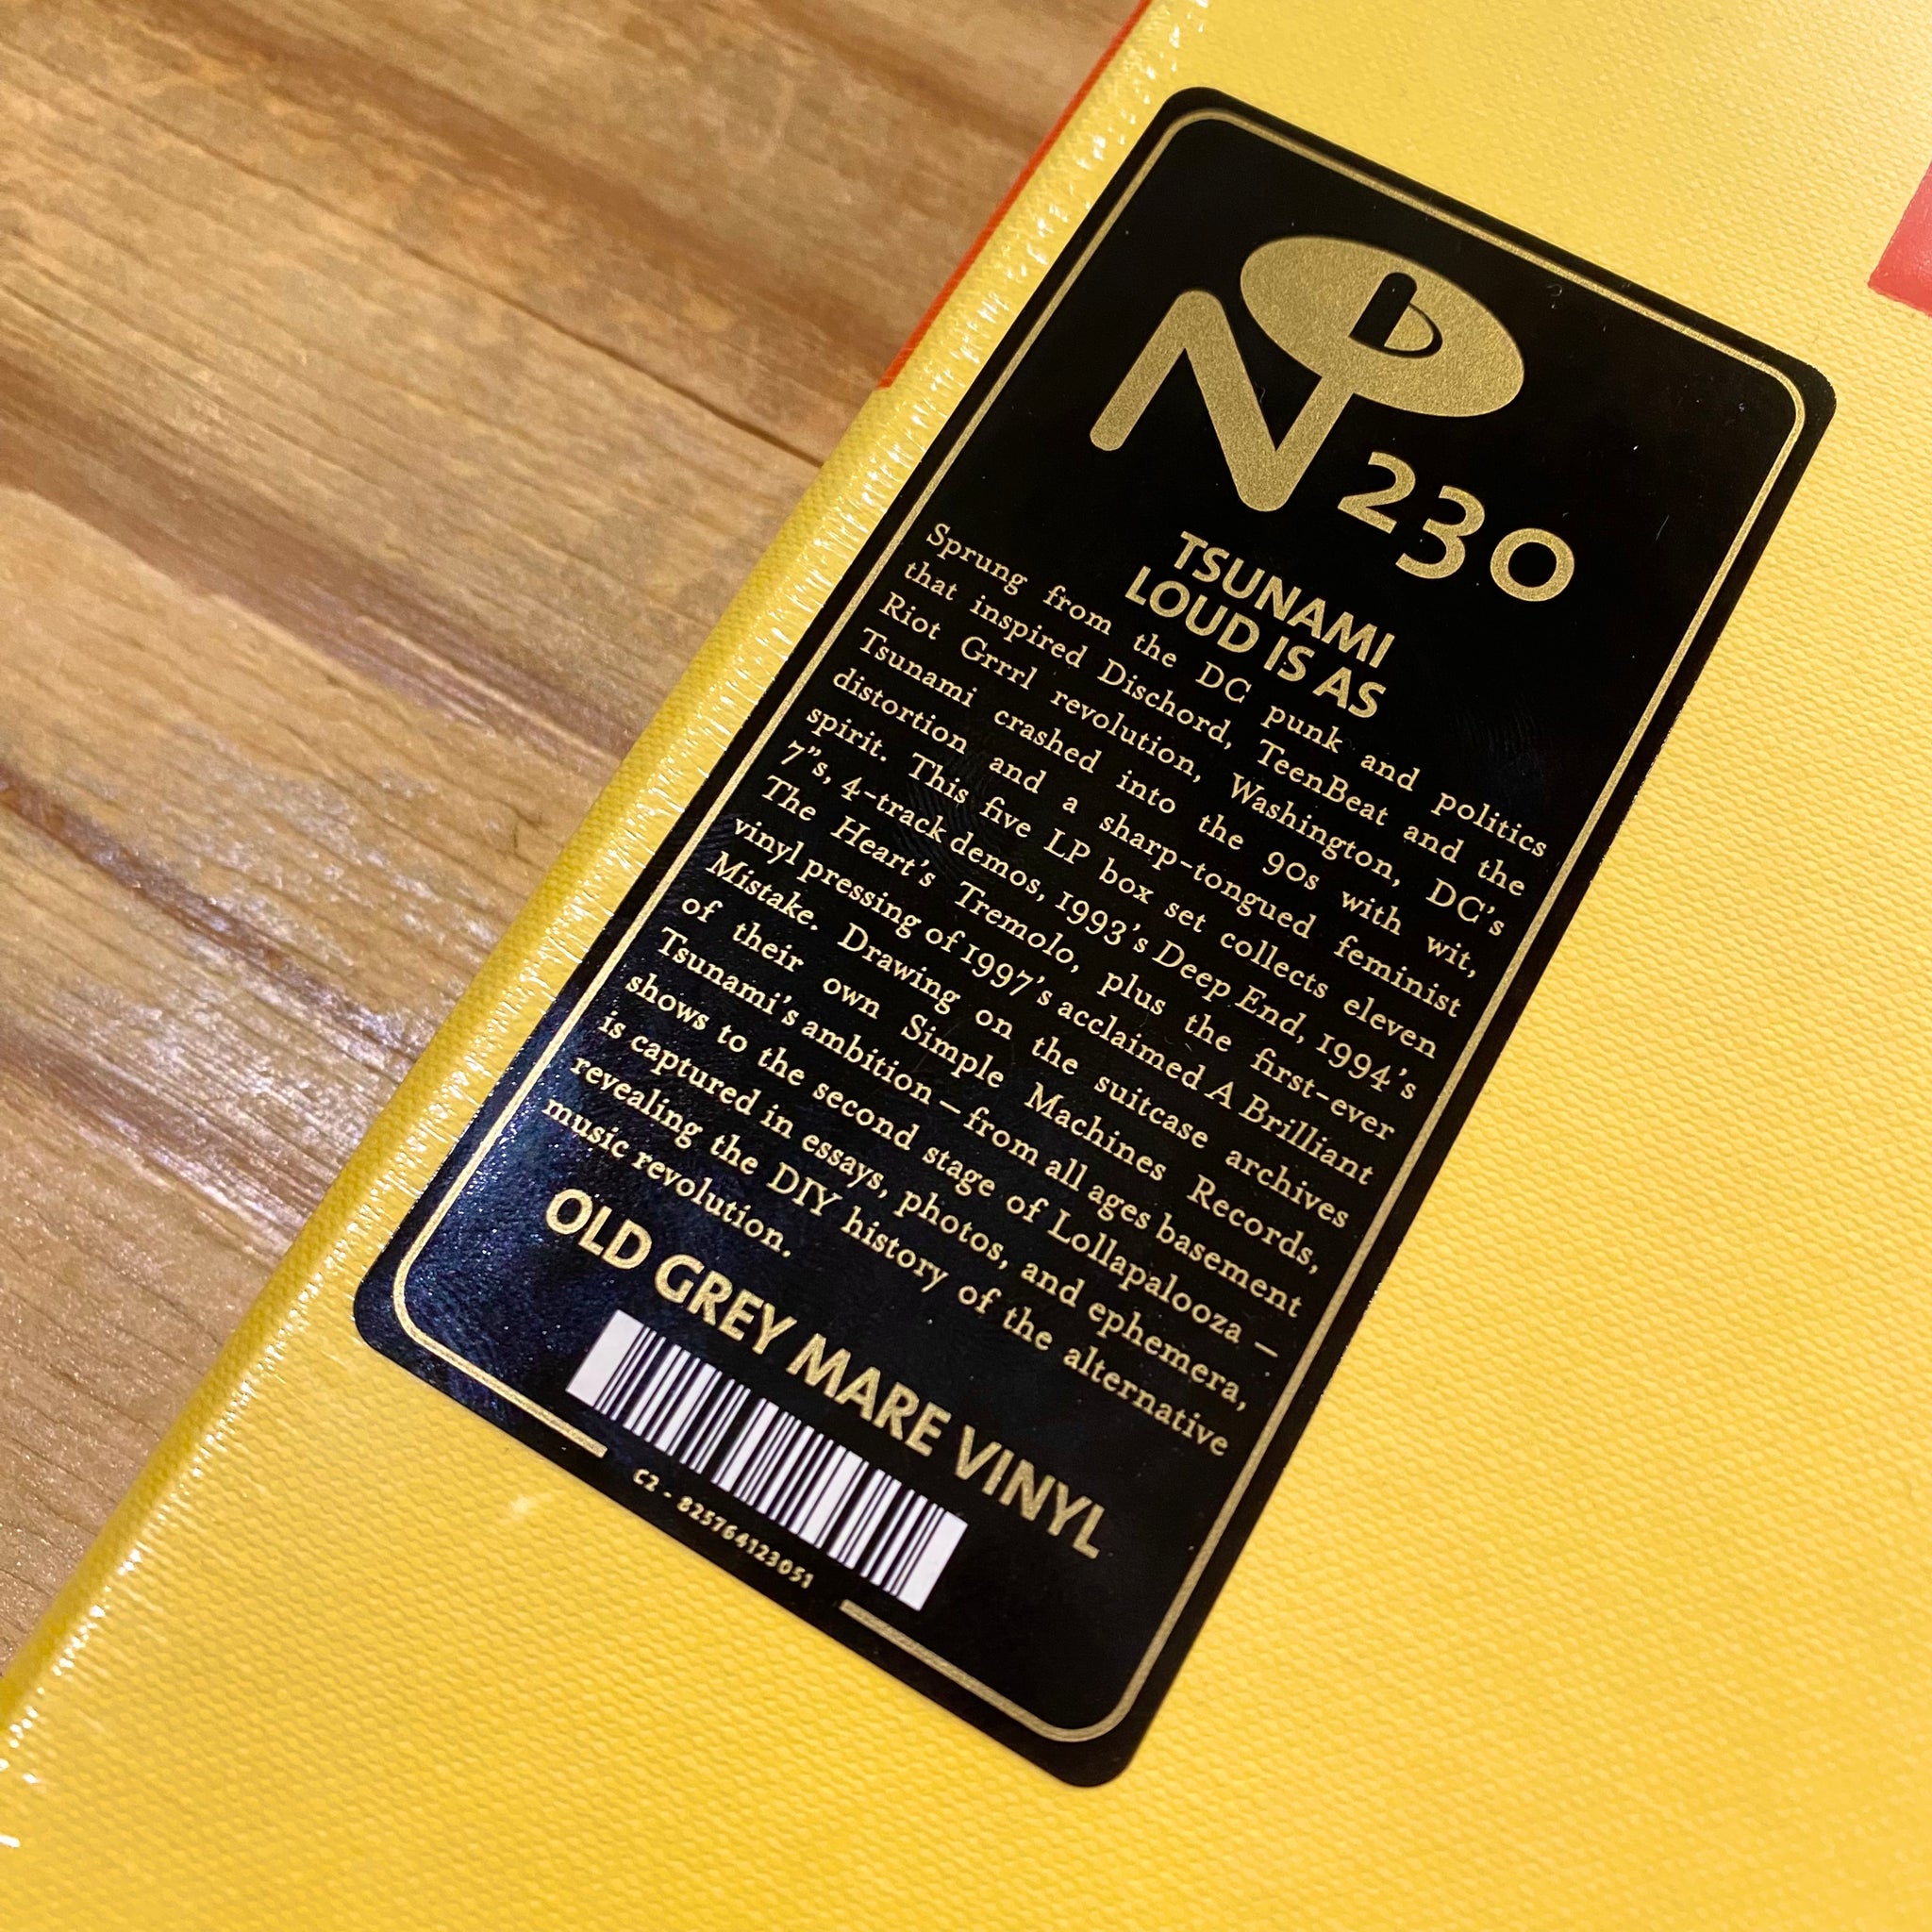 N b
230
TSUNAMI
LOUD IS AS
Sprung from the DC punk and politics
that inspired Dischord, TeenBeat and the
Riot Grrrl revolution, Washington, DC's
Tsunami crashed into the 90s with wit,
distortion and a sharp-tongued feminist
spirit. This five LP box set collects eleven
7"s, 4-track demos, 1993's Deep End, 1994's
The Heart's Tremolo, plus the first-ever
vinyl pressing of 1997's acclaimed A Brilliant
Mistake. Drawing on the suitcase archives
of their own Simple Machines Records,
Tsunami's ambition – from all ages basement
shows to the second stage of Lollapalooza –
is captured in essays, photos, and ephemera,
revealing the DIY history of the alternative
music revolution.
OLD GREY MARE VINYL
C2 - 825764123051